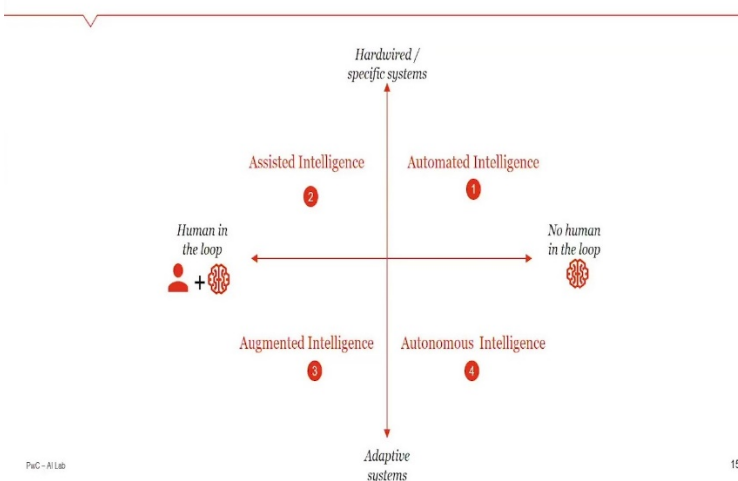 Hardwired /
specific systems
Assisted Intelligence
Automated Intelligence
2
1
Human in
the loop
+
No human
in the loop
Augmented Intelligence
Autonomous Intelligence
3
4
Adaptive
systems
PwC – AI Lab
15